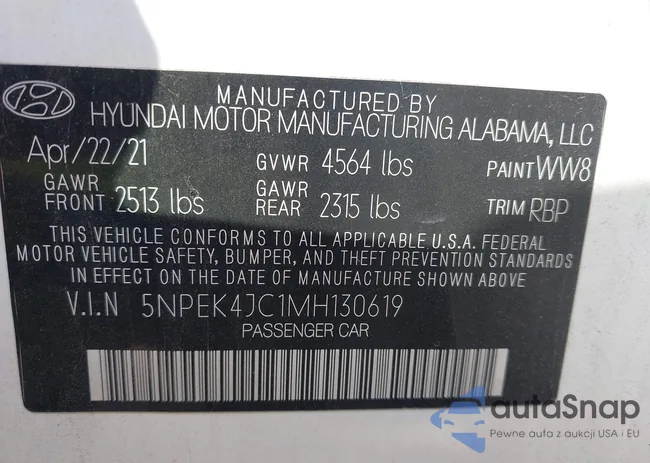 MANUFACTURED BY
HYUNDAI MOTOR MANUFACTURING ALABAMA, LLC
Apr/22/21 GVWR 4564 lbs PAINT WW8
GAWR FRONT 2513 lbs GAWR REAR 2315 lbs TRIM RBP
THIS VEHICLE CONFORMS TO ALL APPLICABLE U.S.A. FEDERAL
MOTOR VEHICLE SAFETY, BUMPER, AND THEFT PREVENTION STANDARDS
IN EFFECT ON THE DATE OF MANUFACTURE SHOWN ABOVE.
V.I.N 5NPEK4JC1MH130619
PASSENGER CAR
autaSnap
Pewne auta z aukcji USA i EU